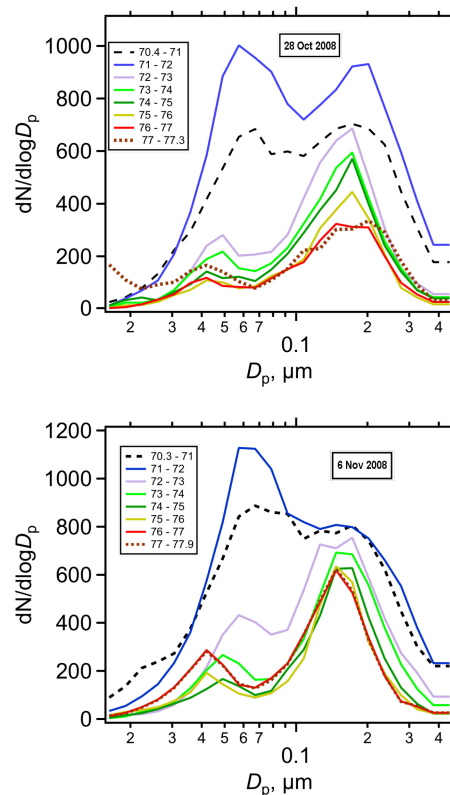 28 Oct 2008
dN/dlogDp
1000
800
600
400
200
0
70.4 - 71
71 - 72
72 - 73
73 - 74
74 - 75
75 - 76
76 - 77
77 - 77.3
2 3 4 5 6 7 2 3 4
0.1
Dp, µm
6 Nov 2008
dN/dlogDp
1200
1000
800
600
400
200
0
70.3 - 71
71 - 72
72 - 73
73 - 74
74 - 75
75 - 76
76 - 77
77 - 77.9
2 3 4 5 6 7 2 3 4
0.1
Dp, µm